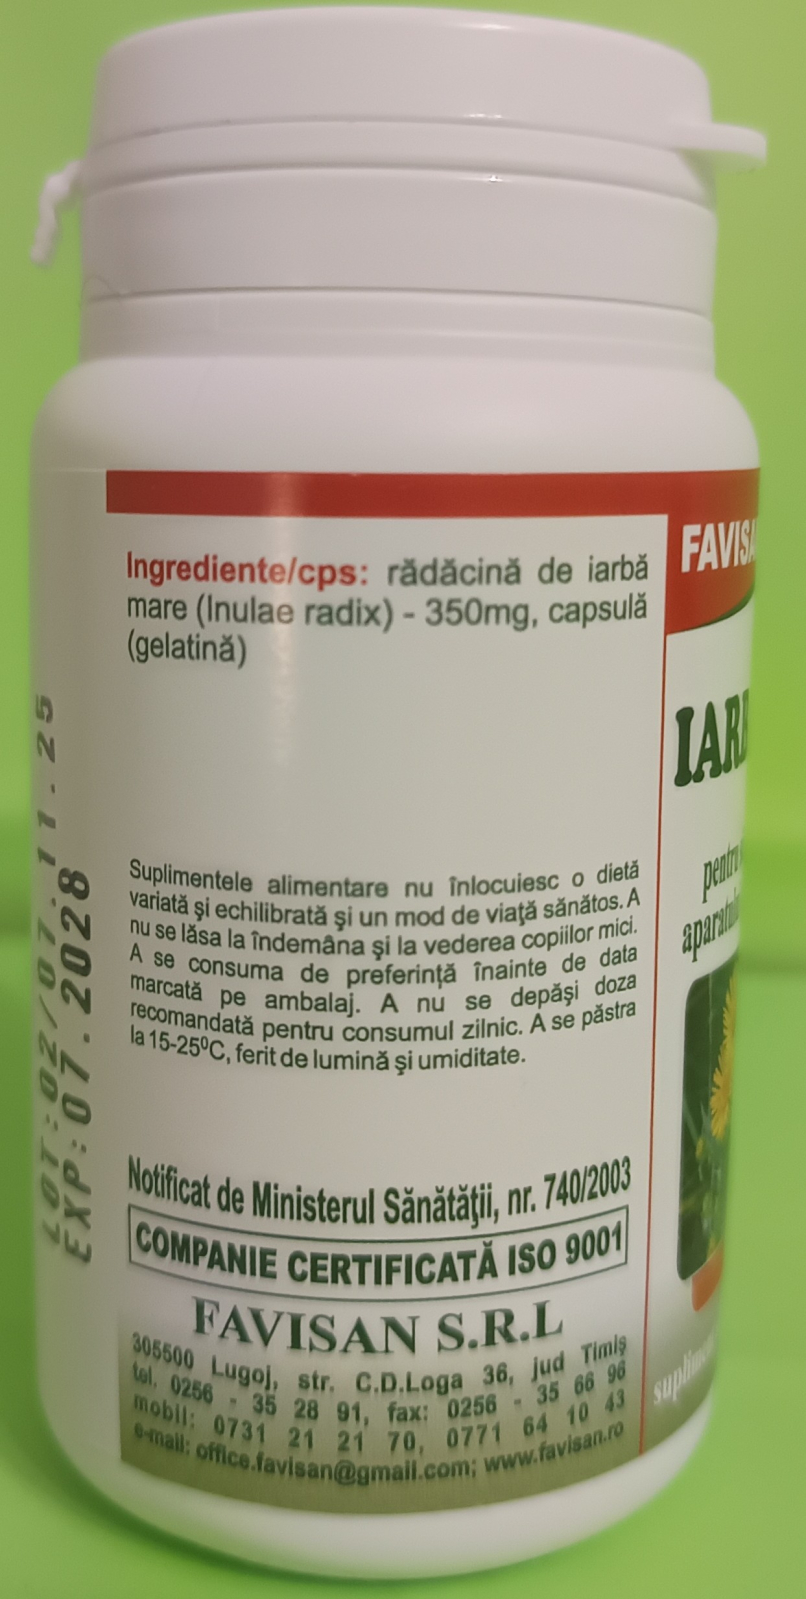 Ingrediente/cps: rădăcină de iarbă
mare (Inulae radix) - 350mg, capsulă
(gelatină)
Suplimentele alimentare nu înlocuiesc o dietă
variată şi echilibrată şi un mod de viaţă sănătos. A
nu se lăsa la îndemâna şi la vederea copiilor mici.
A se consuma de preferinţă înainte de data
marcată pe ambalaj. A nu se depăşi doza
recomandată pentru consumul zilnic. A se păstra
la 15-25⁰C, ferit de lumină şi umiditate.
Notificat de Ministerul Sănătăţii, nr. 740/2003
COMPANIE CERTIFICATĂ ISO 9001
FAVISAN S.R.L
305500 Lugoj, str. C.D.Loga 36, jud Timiş
tel. 0256 - 35 28 91, fax: 0256 - 35 66 96
mobil: 0731 21 21 70, 0771 64 10 43
e-mail: office.favisan@gmail.com; www.favisan.ro
LOT:02/07.11.25
EXP:07.2028
FAVISA
IARB
pentru